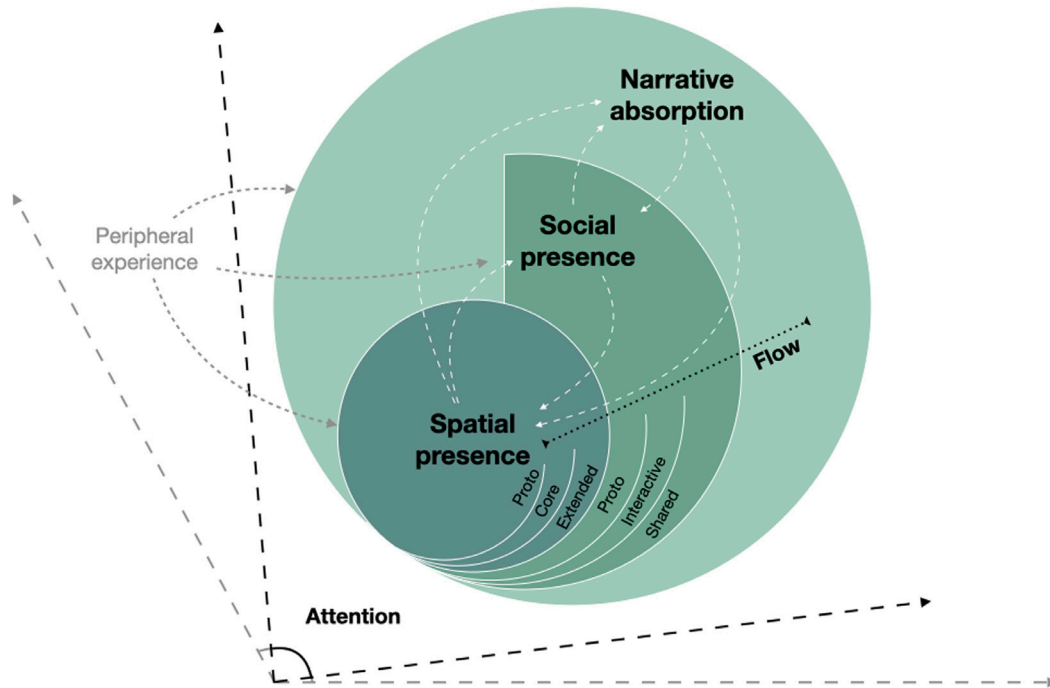 Narrative
absorption
Peripheral
experience
Social
presence
Flow
Spatial
presence
Proto
Core
Extended
Proto
Interactive
Shared
Attention